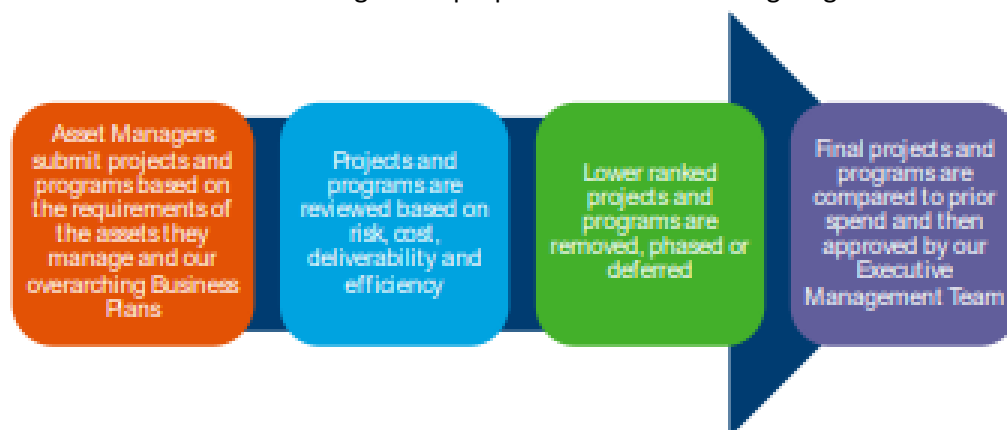 Asset Managers
submit projects and
programs based on
the requirements of
the assets they
manage and our
overarching Business
Plans
Projects and
programs are
reviewed based on
risk, cost,
deliverability and
efficiency
Lower ranked
projects and
programs are
removed, phased or
deferred
Final projects and
programs are
compared to prior
spend and then
approved by our
Executive
Management Team